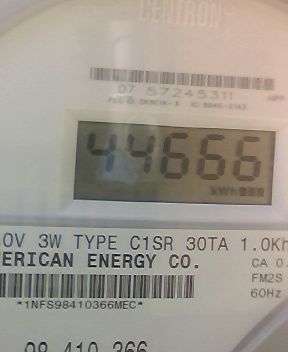 CENTRON
07 57245311
44666
kWh
0V 3W TYPE C1SR 30TA 1.0Kh
ERICAN ENERGY CO.
CA 0.
FM2S
60Hz
*1NFS98410366MEC*
98 410 366